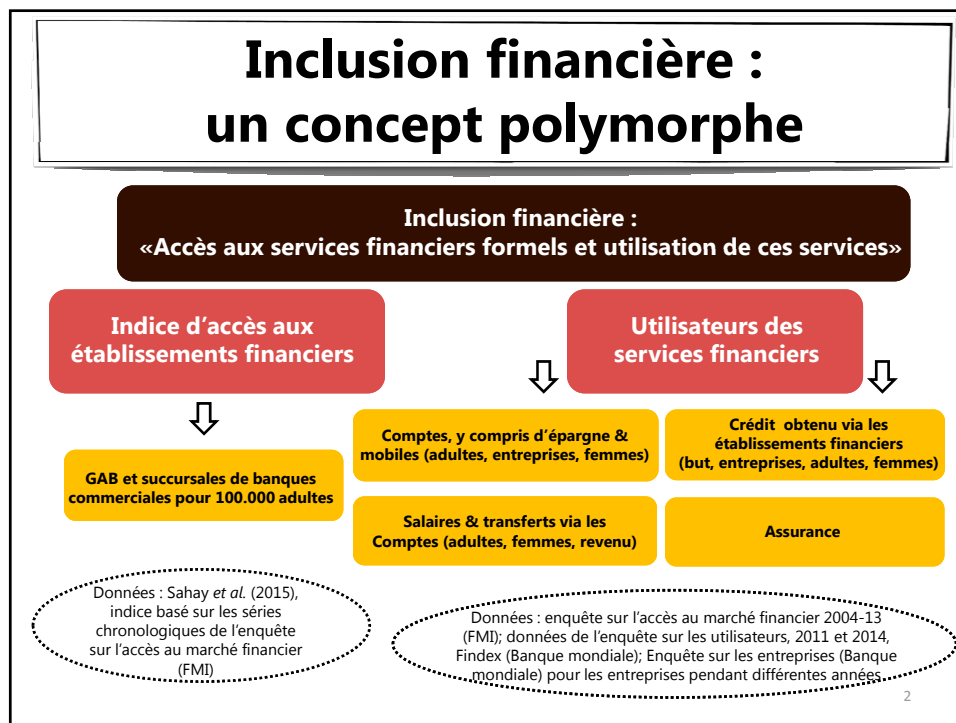 Inclusion financière :
un concept polymorphe
Inclusion financière :
«Accès aux services financiers formels et utilisation de ces services»
Indice d’accès aux
établissements financiers
Utilisateurs des
services financiers
GAB et succursales de banques
commerciales pour 100.000 adultes
Comptes, y compris d’épargne &
mobiles (adultes, entreprises, femmes)
Crédit obtenu via les
établissements financiers
(but, entreprises, adultes, femmes)
Salaires & transferts via les
Comptes (adultes, femmes, revenu)
Assurance
Données : Sahay et al. (2015),
indice basé sur les séries
chronologiques de l’enquête
sur l’accès au marché financier
(FMI)
Données : enquête sur l’accès au marché financier 2004-13
(FMI); données de l’enquête sur les utilisateurs, 2011 et 2014,
Findex (Banque mondiale); Enquête sur les entreprises (Banque
mondiale) pour les entreprises pendant différentes années
2